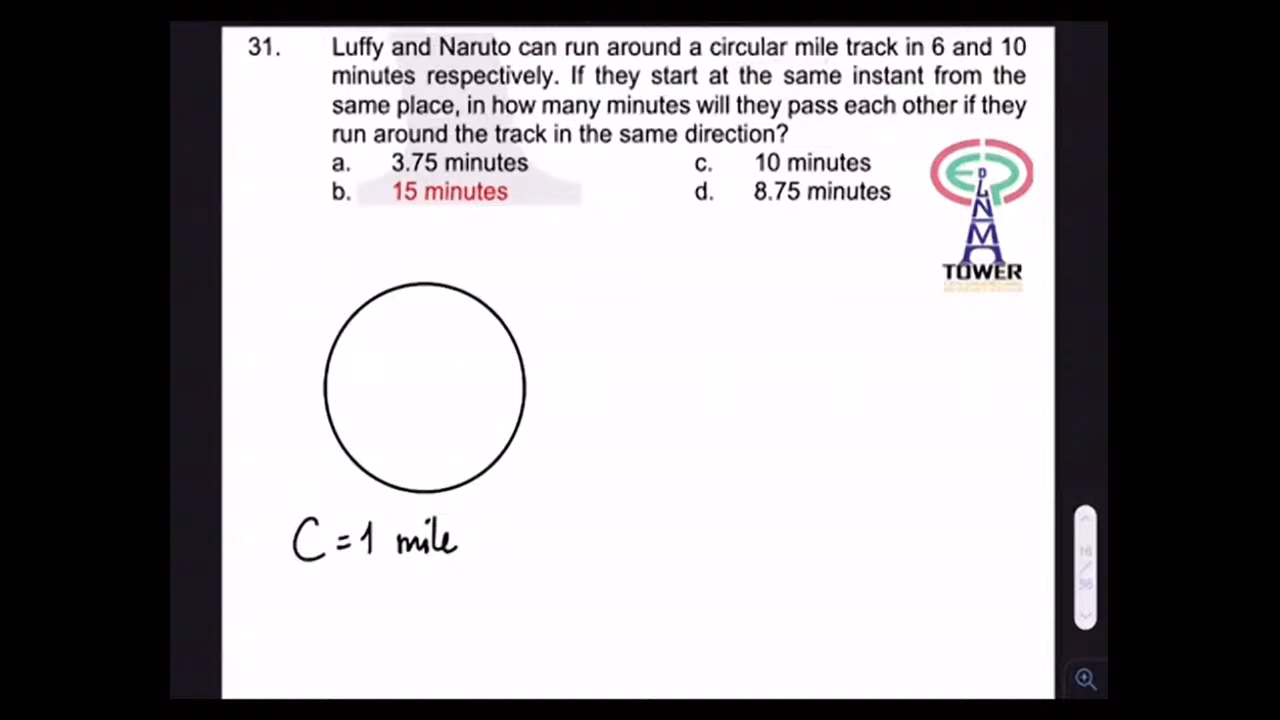 31. Luffy and Naruto can run around a circular mile track in 6 and 10
minutes respectively. If they start at the same instant from the
same place, in how many minutes will they pass each other if they
run around the track in the same direction?
a. 3.75 minutes c. 10 minutes
b. 15 minutes d. 8.75 minutes
TOWER
C = 1 mile
16
/
36